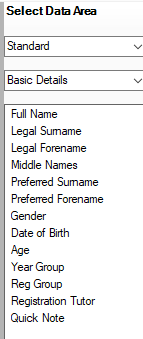 Select Data Area
Standard
Basic Details
Full Name
Legal Surname
Legal Forename
Middle Names
Preferred Surname
Preferred Forename
Gender
Date of Birth
Age
Year Group
Reg Group
Registration Tutor
Quick Note